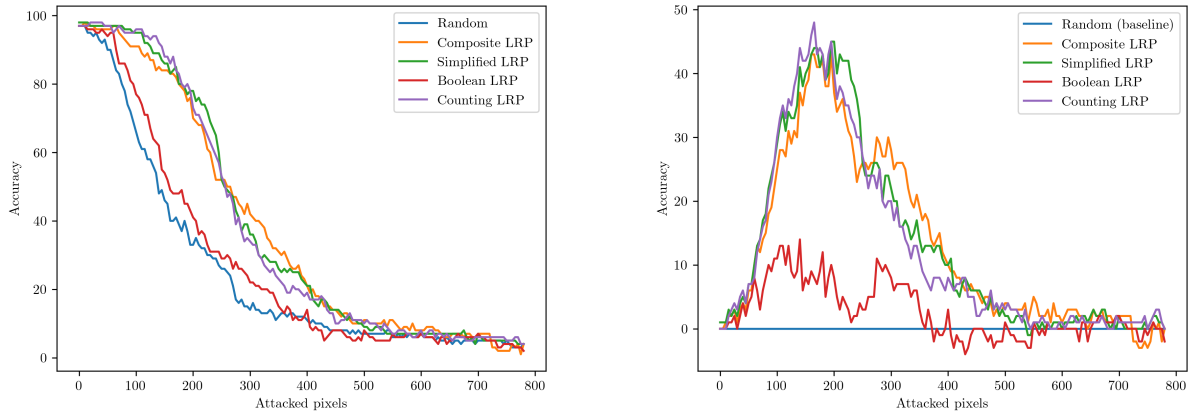 100
80
60
40
20
0
Accuracy
0 100 200 300 400 500 600 700 800
Attacked pixels
Random
Composite LRP
Simplified LRP
Boolean LRP
Counting LRP
50
40
30
20
10
0
Accuracy
0 100 200 300 400 500 600 700 800
Attacked pixels
Random (baseline)
Composite LRP
Simplified LRP
Boolean LRP
Counting LRP